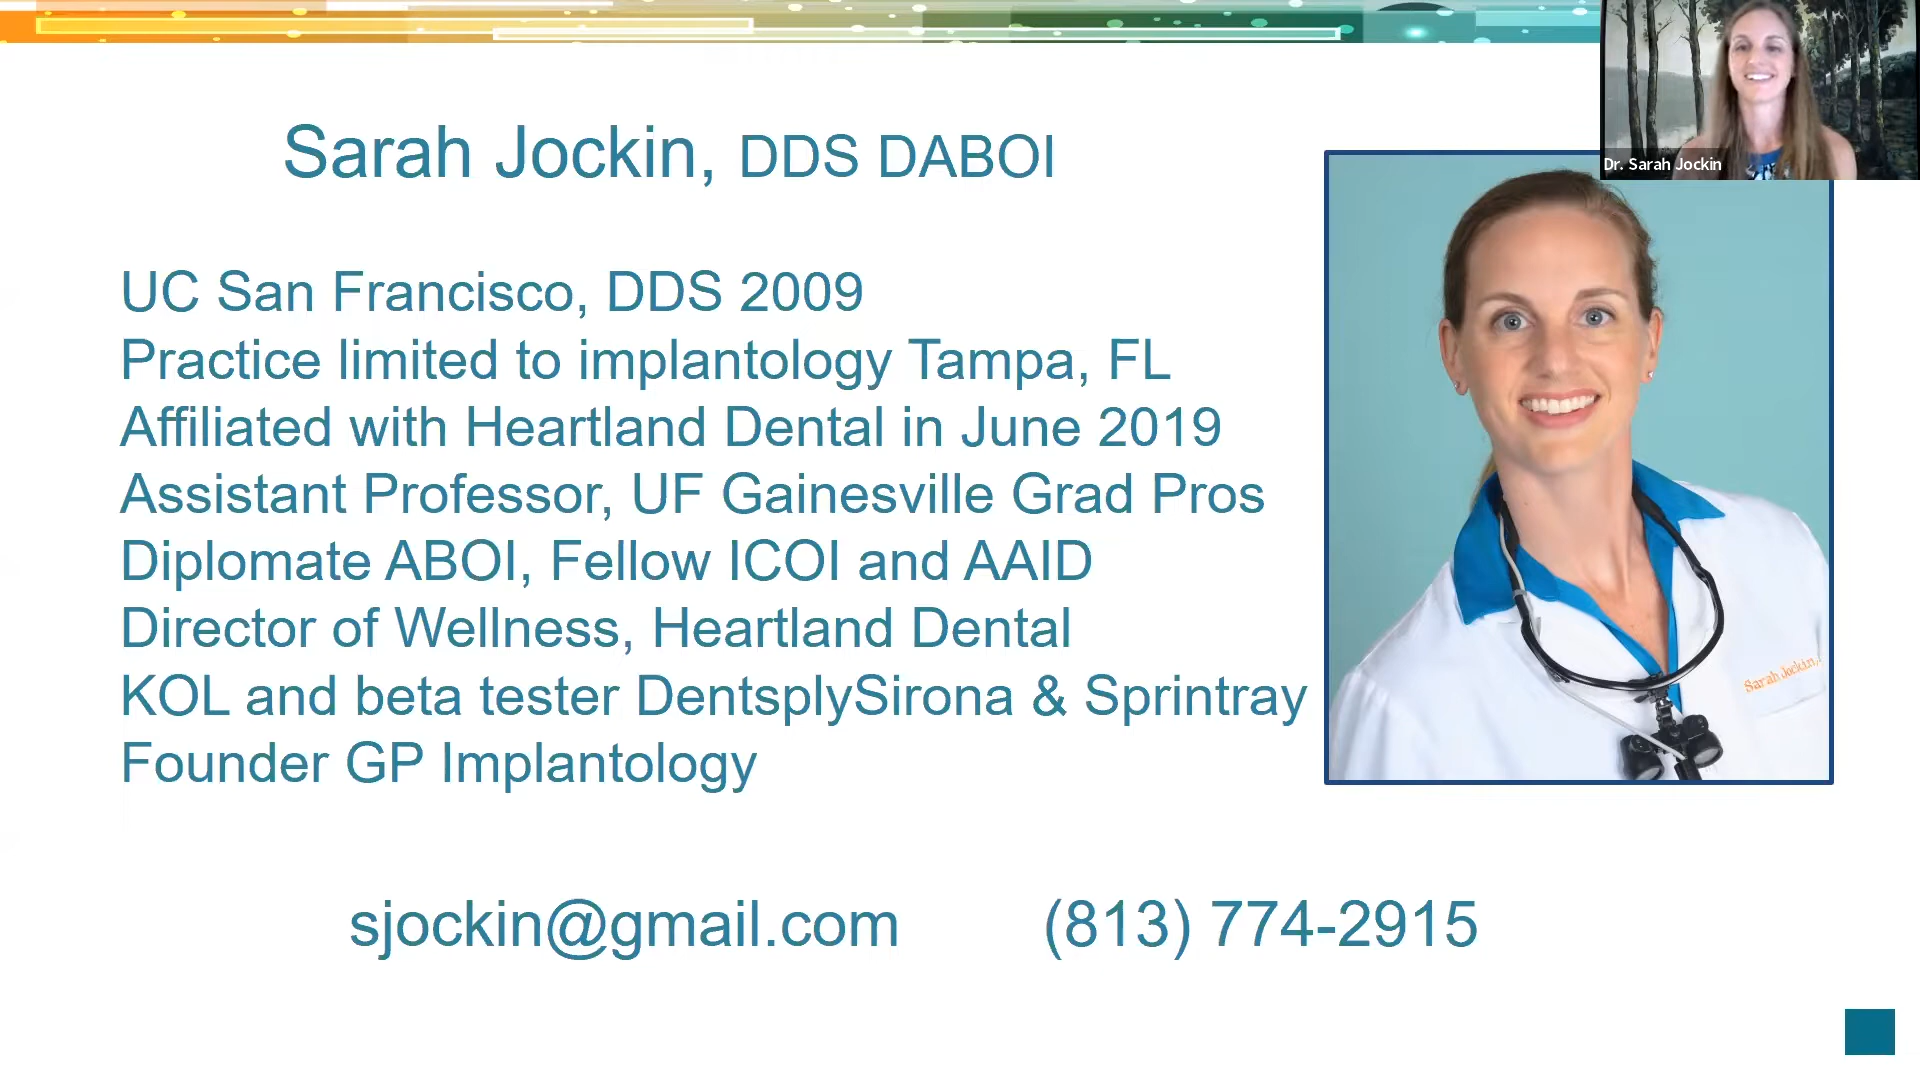 Dr. Sarah Jockin
Sarah Jockin, DDS DABOI
UC San Francisco, DDS 2009
Practice limited to implantology Tampa, FL
Affiliated with Heartland Dental in June 2019
Assistant Professor, UF Gainesville Grad Pros
Diplomate ABOI, Fellow ICOI and AAID
Director of Wellness, Heartland Dental
KOL and beta tester DentsplySirona & Sprintray
Founder GP Implantology
Sarah Jockin,
sjockin@gmail.com (813) 774-2915